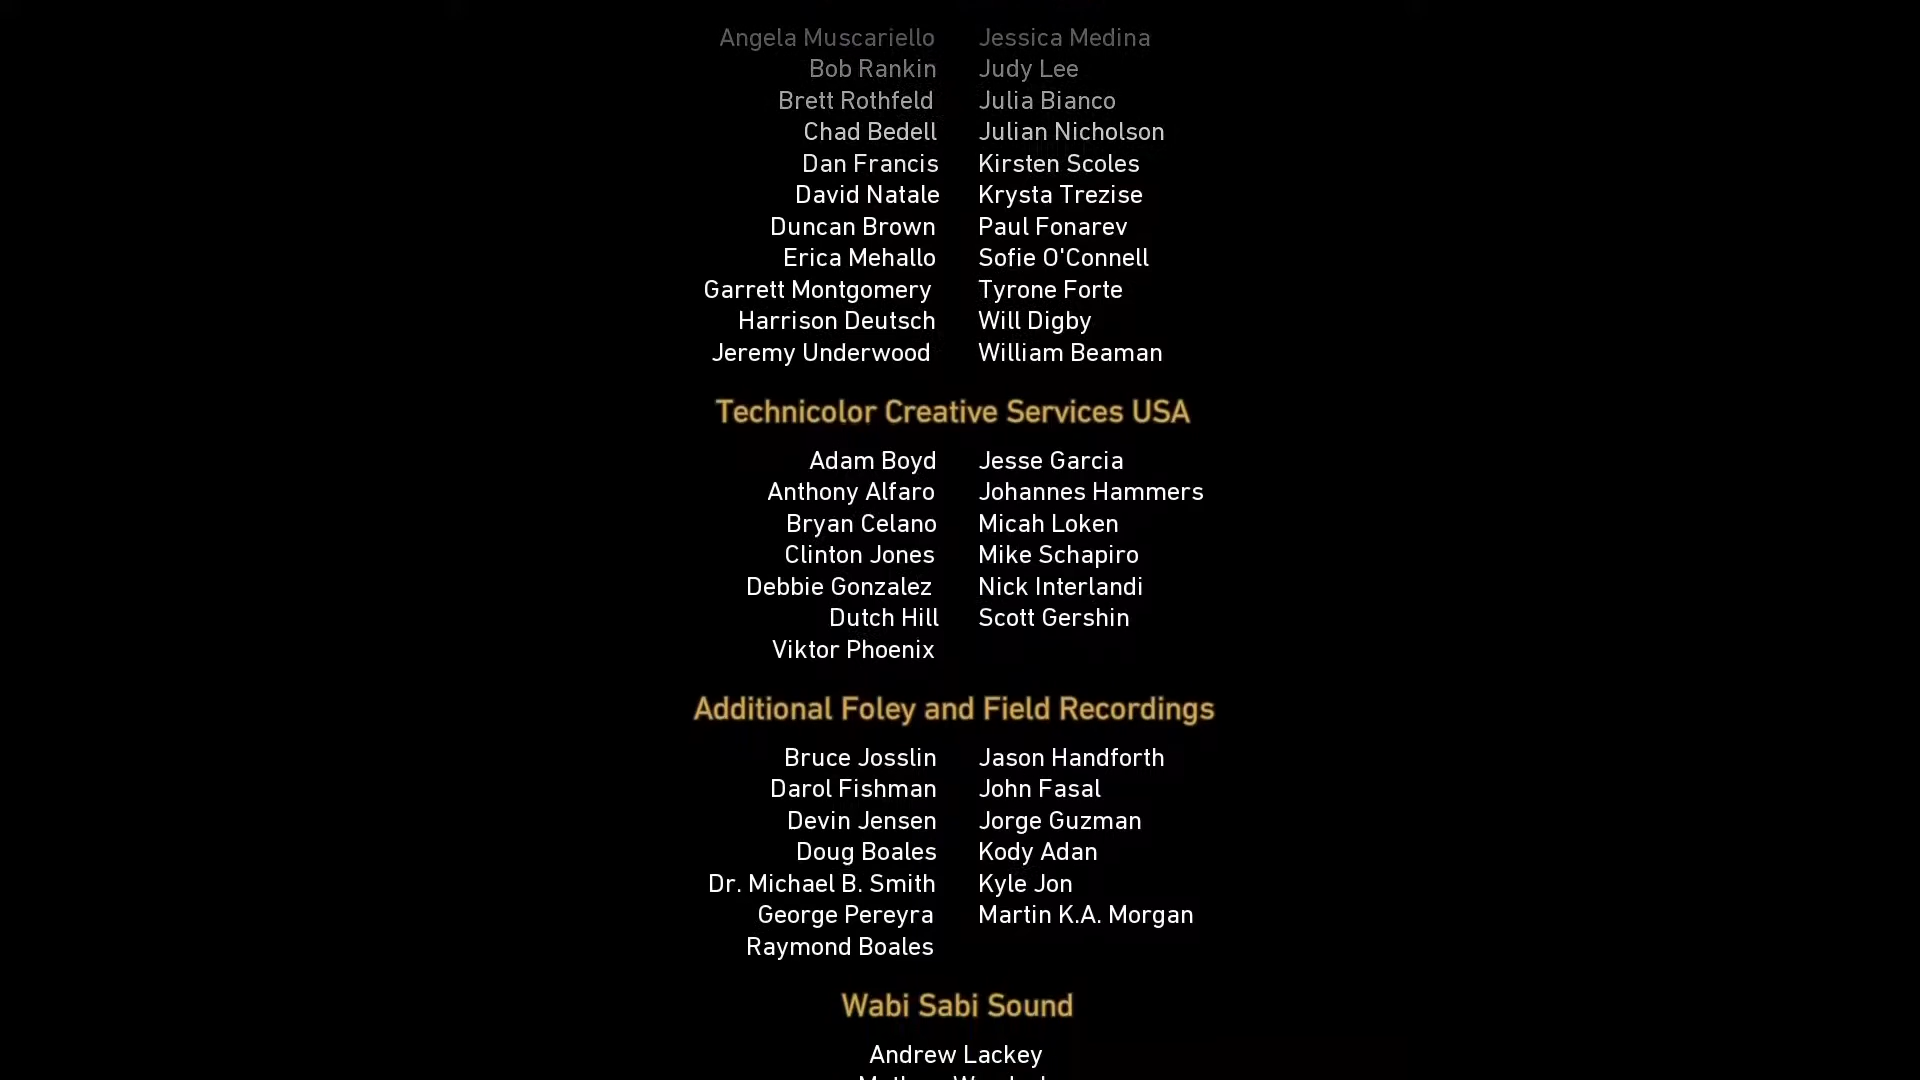 Angela Muscariello Jessica Medina
Bob Rankin Judy Lee
Brett Rothfeld Julia Bianco
Chad Bedell Julian Nicholson
Dan Francis Kirsten Scoles
David Natale Krysta Trezise
Duncan Brown Paul Fonarev
Erica Mehallo Sofie O'Connell
Garrett Montgomery Tyrone Forte
Harrison Deutsch Will Digby
Jeremy Underwood William Beaman
Technicolor Creative Services USA
Adam Boyd Jesse Garcia
Anthony Alfaro Johannes Hammers
Bryan Celano Micah Loken
Clinton Jones Mike Schapiro
Debbie Gonzalez Nick Interlandi
Dutch Hill Scott Gershin
Viktor Phoenix
Additional Foley and Field Recordings
Bruce Josslin Jason Handforth
Darol Fishman John Fasal
Devin Jensen Jorge Guzman
Doug Boales Kody Adan
Dr. Michael B. Smith Kyle Jon
George Pereyra Martin K.A. Morgan
Raymond Boales
Wabi Sabi Sound
Andrew Lackey